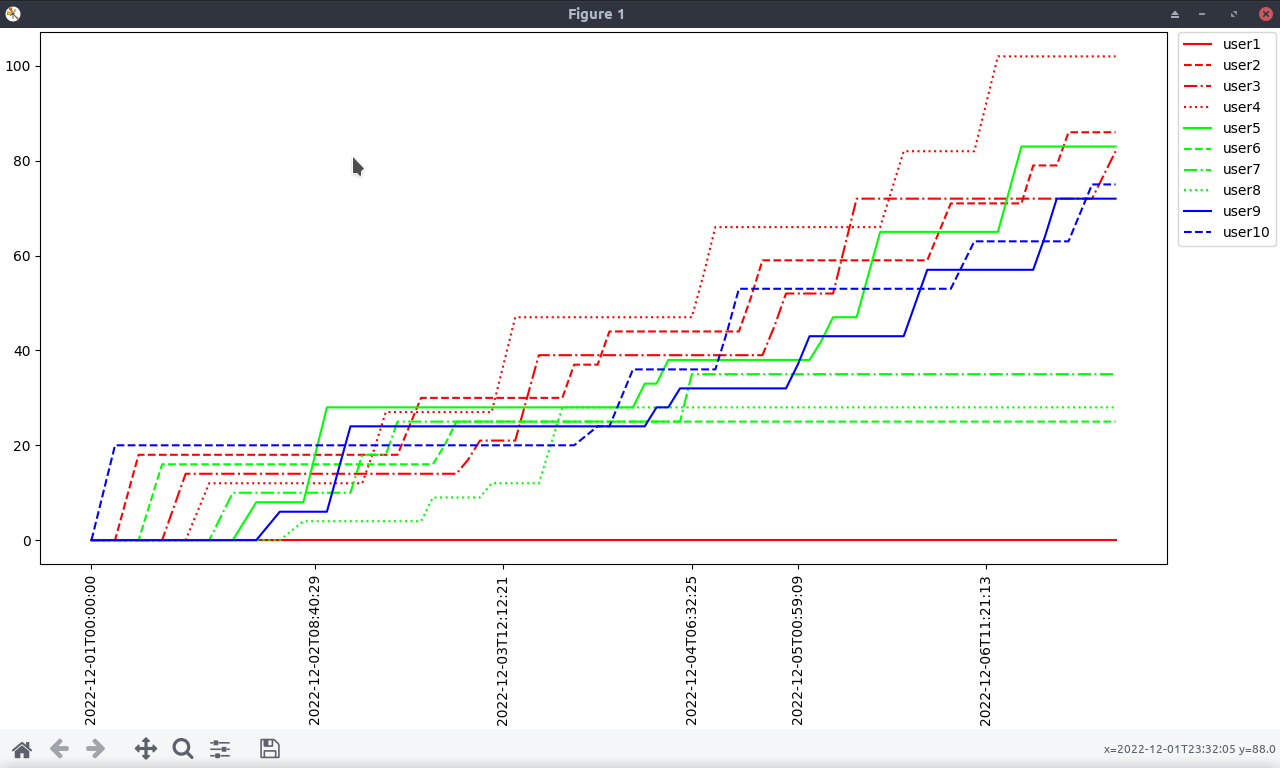 Figure 1
100
80
60
40
20
0
2022-12-01T00:00:00
2022-12-02T08:40:29
2022-12-03T12:12:21
2022-12-04T06:32:25
2022-12-05T00:59:09
2022-12-06T11:21:13
user1
user2
user3
user4
user5
user6
user7
user8
user9
user10
x=2022-12-01T23:32:05 y=88.0